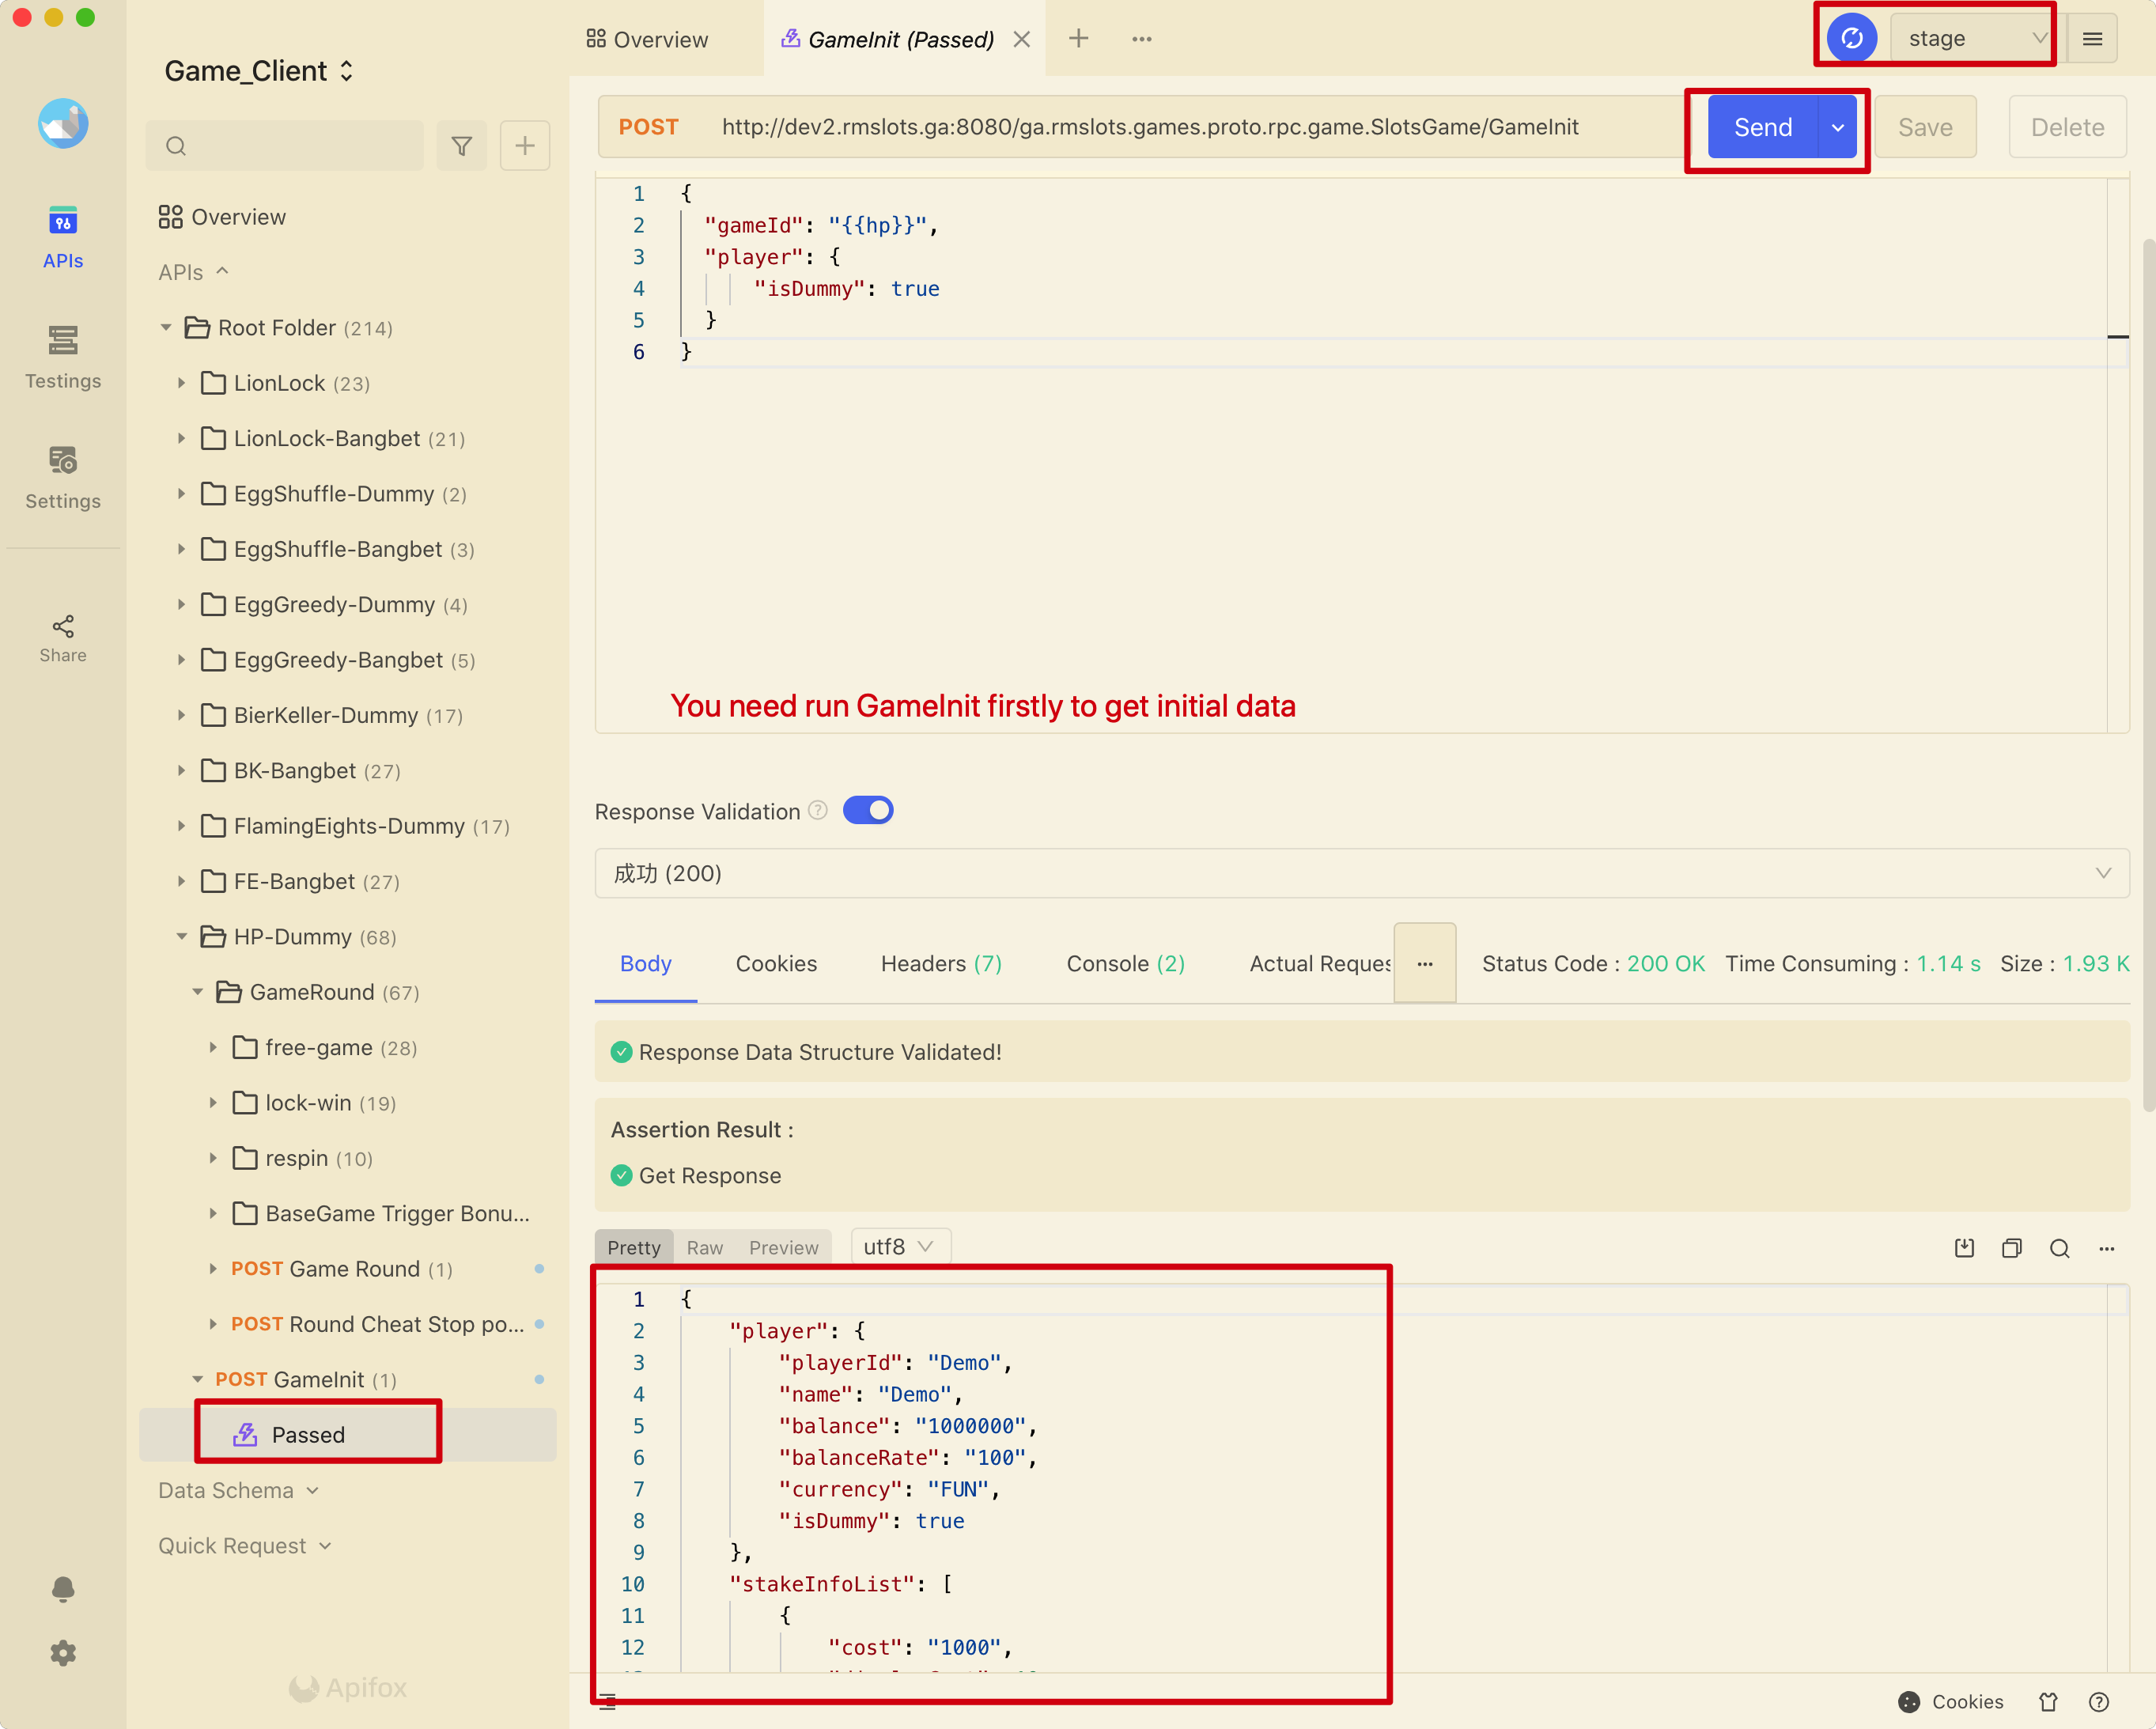 Game_Client
Overview
GameInit (Passed)
stage
APIs
Testings
Settings
Share
Overview
APIs
Root Folder (214)
LionLock (23)
LionLock-Bangbet (21)
EggShuffle-Dummy (2)
EggShuffle-Bangbet (3)
EggGreedy-Dummy (4)
EggGreedy-Bangbet (5)
BierKeller-Dummy (17)
BK-Bangbet (27)
FlamingEights-Dummy (17)
FE-Bangbet (27)
HP-Dummy (68)
GameRound (67)
free-game (28)
lock-win (19)
respin (10)
BaseGame Trigger Bonu...
POST Game Round (1)
POST Round Cheat Stop po...
POST GameInit (1)
Passed
Data Schema
Quick Request
Apifox
POST http://dev2.rmslots.ga:8080/ga.rmslots.games.proto.rpc.game.SlotsGame/GameInit
Send
Save
Delete
1 {
2 "gameId": "{{hp}}",
3 "player": {
4 "isDummy": true
5 }
6 }
You need run GameInit firstly to get initial data
Response Validation
成功 (200)
Body Cookies Headers (7) Console (2) Actual Reques ... Status Code : 200 OK Time Consuming : 1.14 s Size : 1.93 K
Response Data Structure Validated!
Assertion Result :
Get Response
Pretty Raw Preview utf8
1 {
2 "player": {
3 "playerId": "Demo",
4 "name": "Demo",
5 "balance": "1000000",
6 "balanceRate": "100",
7 "currency": "FUN",
8 "isDummy": true
9 },
10 "stakeInfoList": [
11 {
12 "cost": "1000",
Cookies